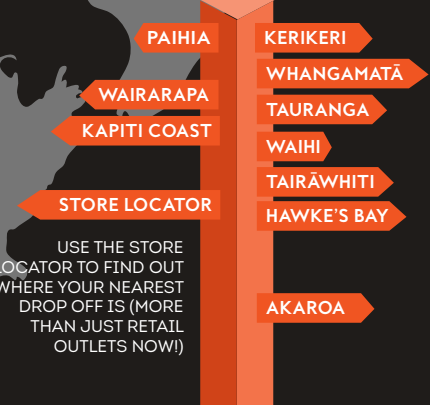 PAIHIA
KERIKERI
WHANGAMATĀ
WAIRARAPA
TAURANGA
KAPITI COAST
WAIHI
TAIRĀWHITI
STORE LOCATOR
HAWKE'S BAY
USE THE STORE
LOCATOR TO FIND OUT
WHERE YOUR NEAREST
DROP OFF IS (MORE
THAN JUST RETAIL
OUTLETS NOW!)
AKAROA